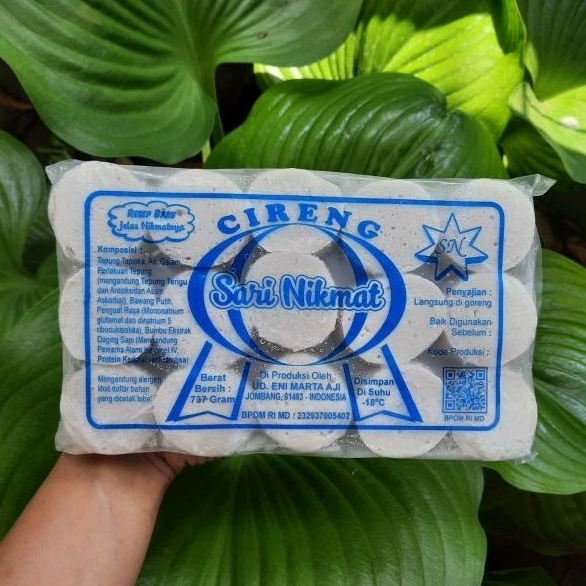 RESEP BARU
Jelas Nikmatnya
CIRENG
Sari Nikmat
SN
Komposisi :
Tepung Tapioka, Air, Garam,
Perlakuan Tepung
(mengandung Tepung Terigu
dan Antioksidan Asam
Askorbat), Bawang Putih,
Penguat Rasa (Mononatrium
glutamat dan dinatrium 5
ribonukleotida), Bumbu Ekstrak
Daging Sapi (Mengandung
Pewarna Alami IV,
Protein
Mengandung alergen,
lihat daftar bahan
yang dicetak tebal
Berat
Bersih :
737 Gram
Di Produksi Oleh
UD. ENI MARTA AJI
JOMBANG, 61483 - INDONESIA
BPOM RI MD : 232937005402
Disimpan
Di Suhu
-18°C
Penyajian :
Langsung di goreng
Baik Digunakan
Sebelum :
Kode Produksi :
BPOM RI MD